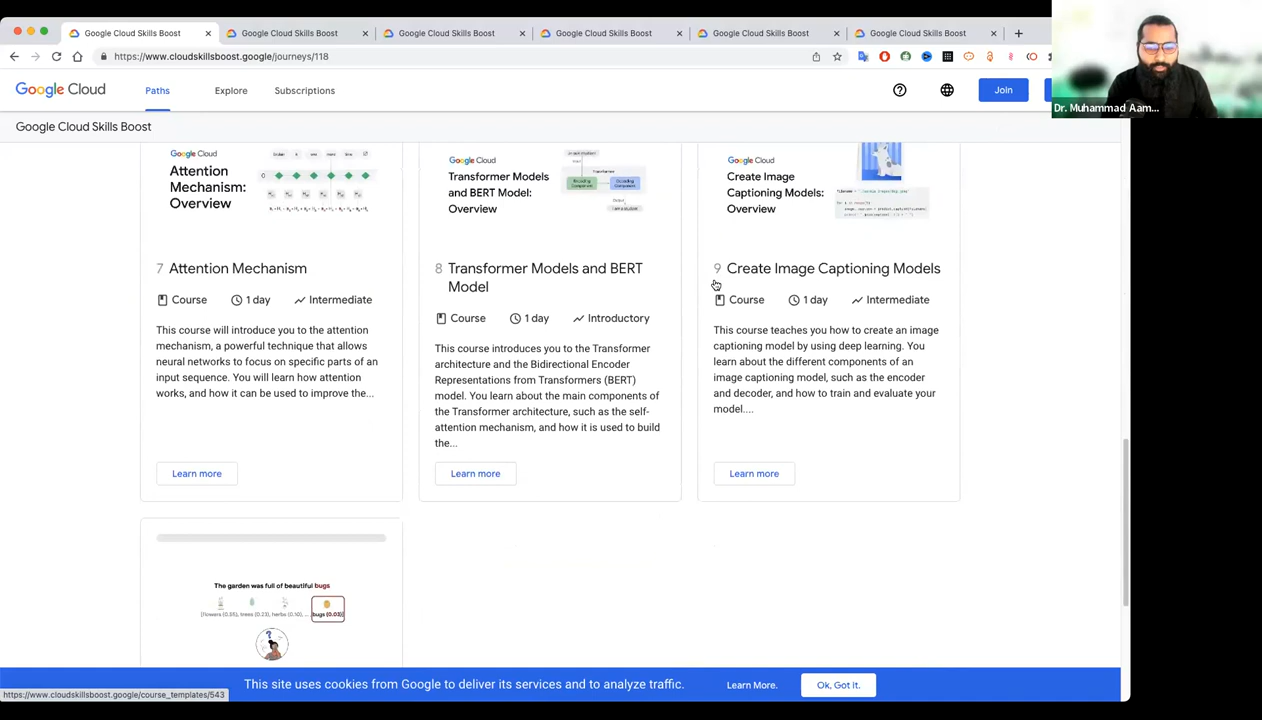 Google Cloud Skills Boost
Google Cloud Skills Boost
Google Cloud Skills Boost
Google Cloud Skills Boost
Google Cloud Skills Boost
Google Cloud Skills Boost
https://www.cloudskillsboost.google/journeys/118
Dr. Muhammad Aam...
Google Cloud
Paths
Explore
Subscriptions
Join
Google Cloud Skills Boost
Google Cloud
Attention
Mechanism:
Overview
Google Cloud
Transformer Models
and BERT Model:
Overview
Google Cloud
Create Image
Captioning Models:
Overview
7 Attention Mechanism
Course
1 day
Intermediate
This course will introduce you to the attention
mechanism, a powerful technique that allows
neural networks to focus on specific parts of an
input sequence. You will learn how attention
works, and how it can be used to improve the...
Learn more
8 Transformer Models and BERT
Model
Course
1 day
Introductory
This course introduces you to the Transformer
architecture and the Bidirectional Encoder
Representations from Transformers (BERT)
model. You learn about the main components of
the Transformer architecture, such as the self-
attention mechanism, and how it is used to build
the...
Learn more
9 Create Image Captioning Models
Course
1 day
Intermediate
This course teaches you how to create an image
captioning model by using deep learning. You
learn about the different components of an
image captioning model, such as the encoder
and decoder, and how to train and evaluate your
model....
Learn more
The garden was full of beautiful bugs
{flowers (0.55), trees (0.23), herbs (0.10), ... bugs (0.03)}
?
This site uses cookies from Google to deliver its services and to analyze traffic.
Learn More.
Ok, Got it.
https://www.cloudskillsboost.google/course_templates/543